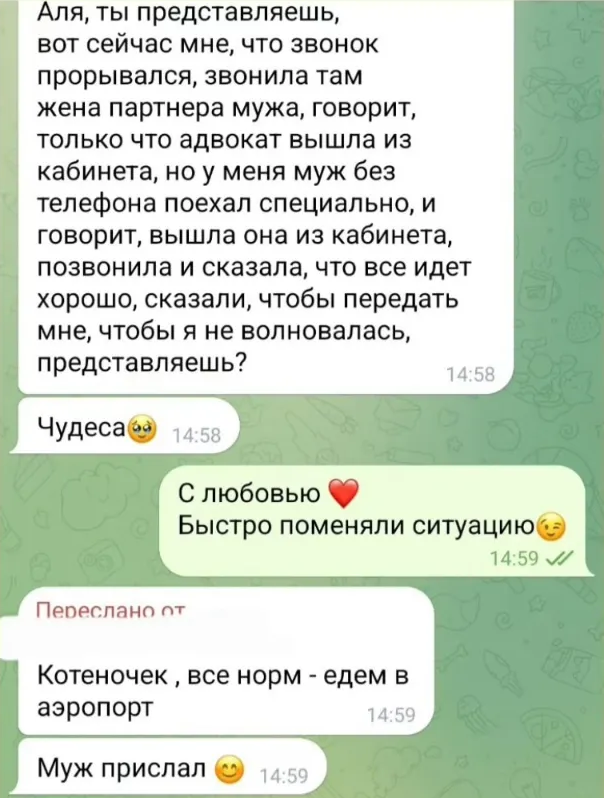 Аля, ты представляешь,
вот сейчас мне, что звонок
прорывался, звонила там
жена партнера мужа, говорит,
только что адвокат вышла из
кабинета, но у меня муж без
телефона поехал специально, и
говорит, вышла она из кабинета,
позвонила и сказала, что все идет
хорошо, сказали, чтобы передать
мне, чтобы я не волновалась,
представляешь?
14:58
Чудеса🥹
14:58
С любовью ❤️
Быстро поменяли ситуацию😉
14:59
Переслано от
Котеночек , все норм - едем в
аэропорт
14:59
Муж прислал 😊
14:59